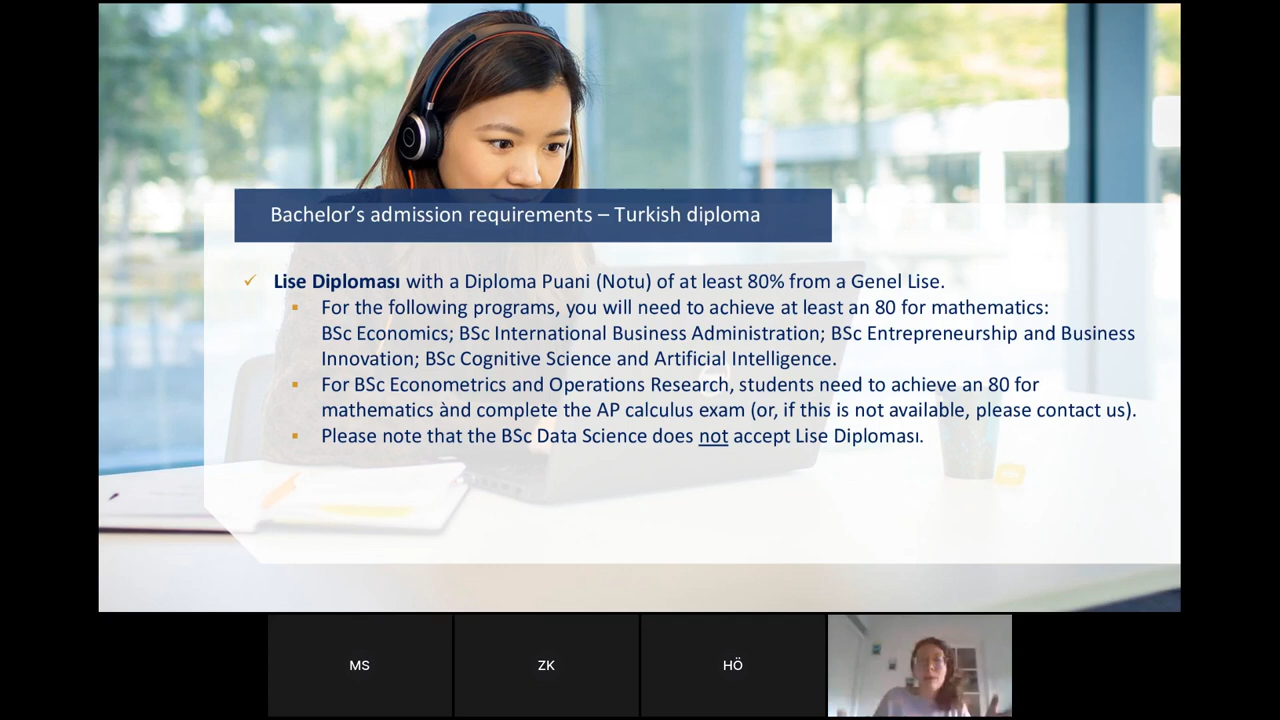 Bachelor's admission requirements – Turkish diploma
✓ Lise Diploması with a Diploma Puani (Notu) of at least 80% from a Genel Lise.
▪ For the following programs, you will need to achieve at least an 80 for mathematics:
BSc Economics; BSc International Business Administration; BSc Entrepreneurship and Business
Innovation; BSc Cognitive Science and Artificial Intelligence.
▪ For BSc Econometrics and Operations Research, students need to achieve an 80 for
mathematics ànd complete the AP calculus exam (or, if this is not available, please contact us).
▪ Please note that the BSc Data Science does not accept Lise Diploması.
MS
ZK
HÖ